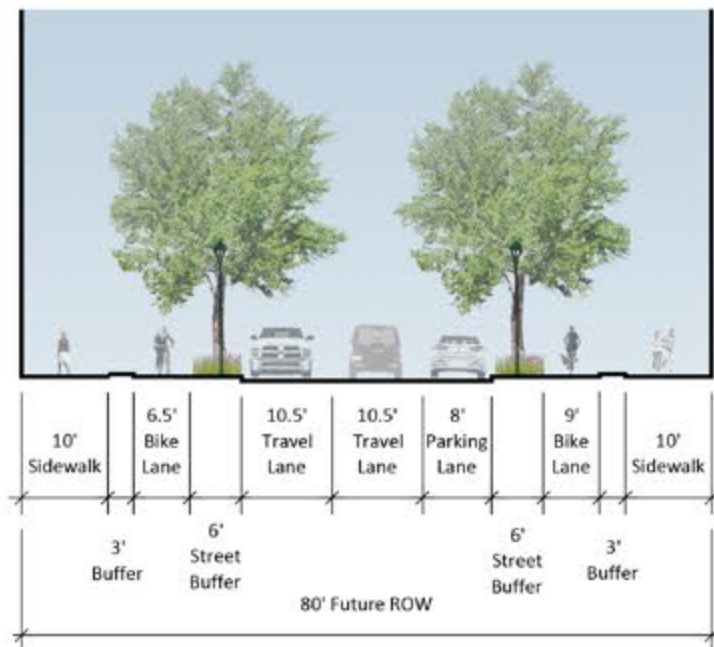 10'
Sidewalk
3'
Buffer
6.5'
Bike
Lane
6'
Street
Buffer
10.5'
Travel
Lane
10.5'
Travel
Lane
8'
Parking
Lane
6'
Street
Buffer
9'
Bike
Lane
3'
Buffer
10'
Sidewalk
80' Future ROW